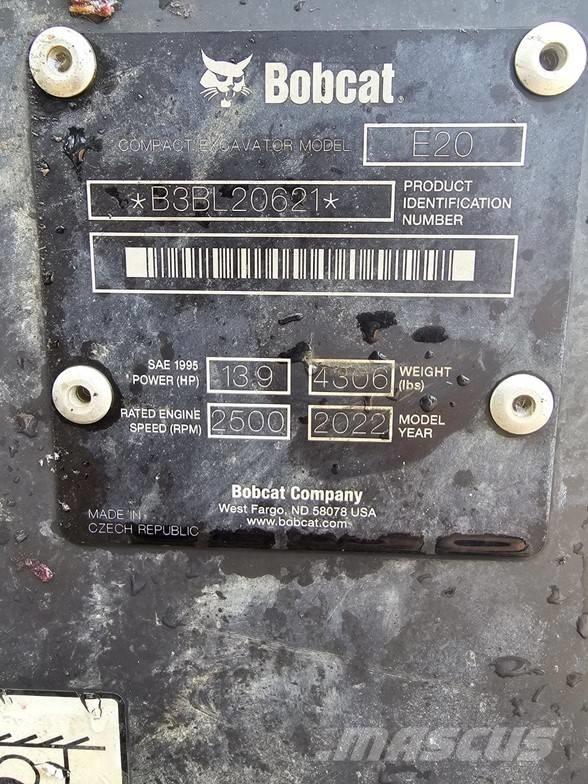 Bobcat
COMPACT EXCAVATOR MODEL E20
*B3BL20621* PRODUCT
IDENTIFICATION
NUMBER
SAE 1995
POWER (HP) 13.9 4306 WEIGHT
(lbs)
RATED ENGINE
SPEED (RPM) 2500 2022 MODEL
YEAR
Bobcat Company
West Fargo, ND 58078 USA
www.bobcat.com
MADE IN
CZECH REPUBLIC
MASCUS